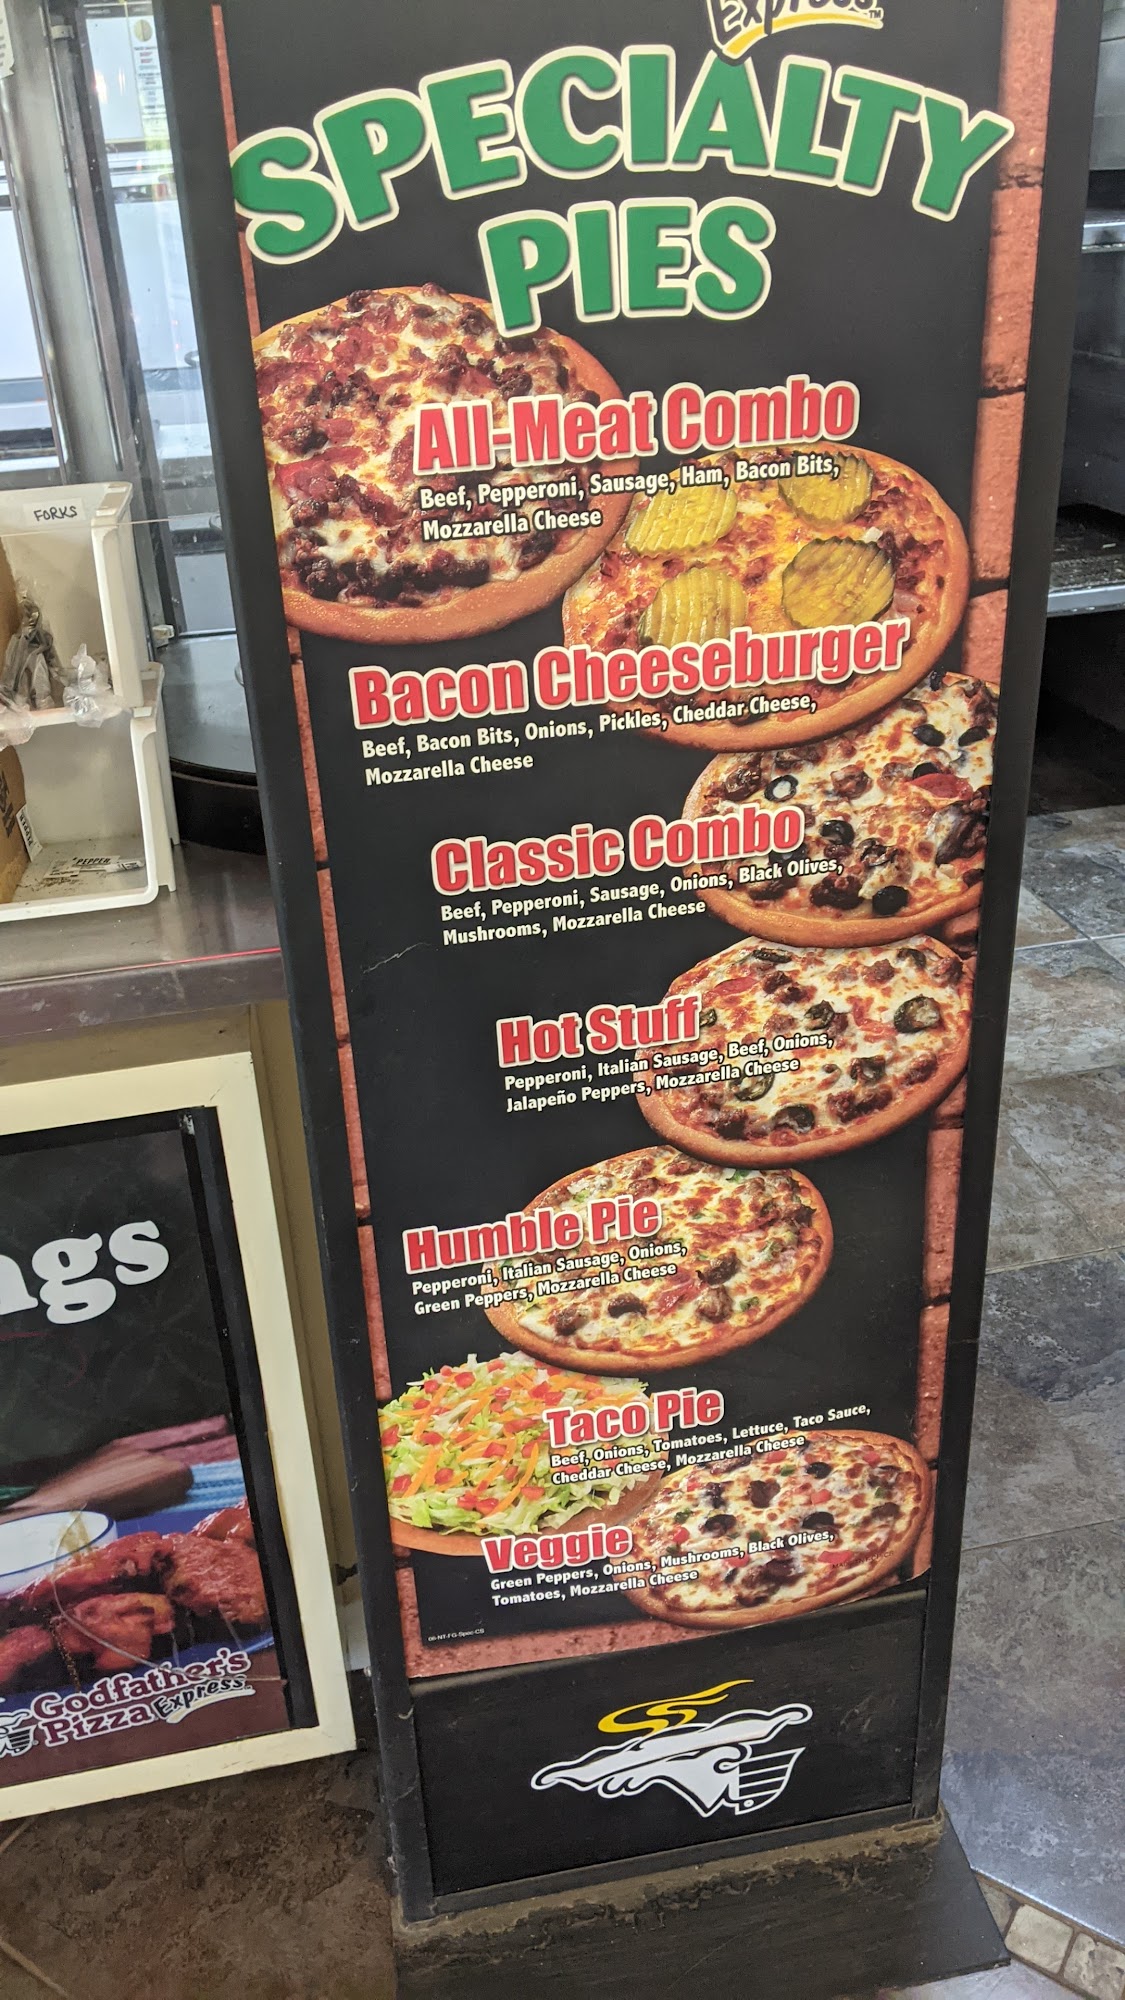 Express™
SPECIALTY
PIES
All-Meat Combo
Beef, Pepperoni, Sausage, Ham, Bacon Bits,
Mozzarella Cheese
Bacon Cheeseburger
Beef, Bacon Bits, Onions, Pickles, Cheddar Cheese,
Mozzarella Cheese
Classic Combo
Beef, Pepperoni, Sausage, Onions, Black Olives,
Mushrooms, Mozzarella Cheese
Hot Stuff
Pepperoni, Italian Sausage, Beef, Onions,
Jalapeño Peppers, Mozzarella Cheese
Humble Pie
Pepperoni, Italian Sausage, Onions,
Green Peppers, Mozzarella Cheese
Taco Pie
Beef, Onions, Tomatoes, Lettuce, Taco Sauce,
Cheddar Cheese, Mozzarella Cheese
Veggie
Green Peppers, Onions, Mushrooms, Black Olives,
Tomatoes, Mozzarella Cheese
FORKS
PEPPER
ngs
Godfather's
Pizza Express